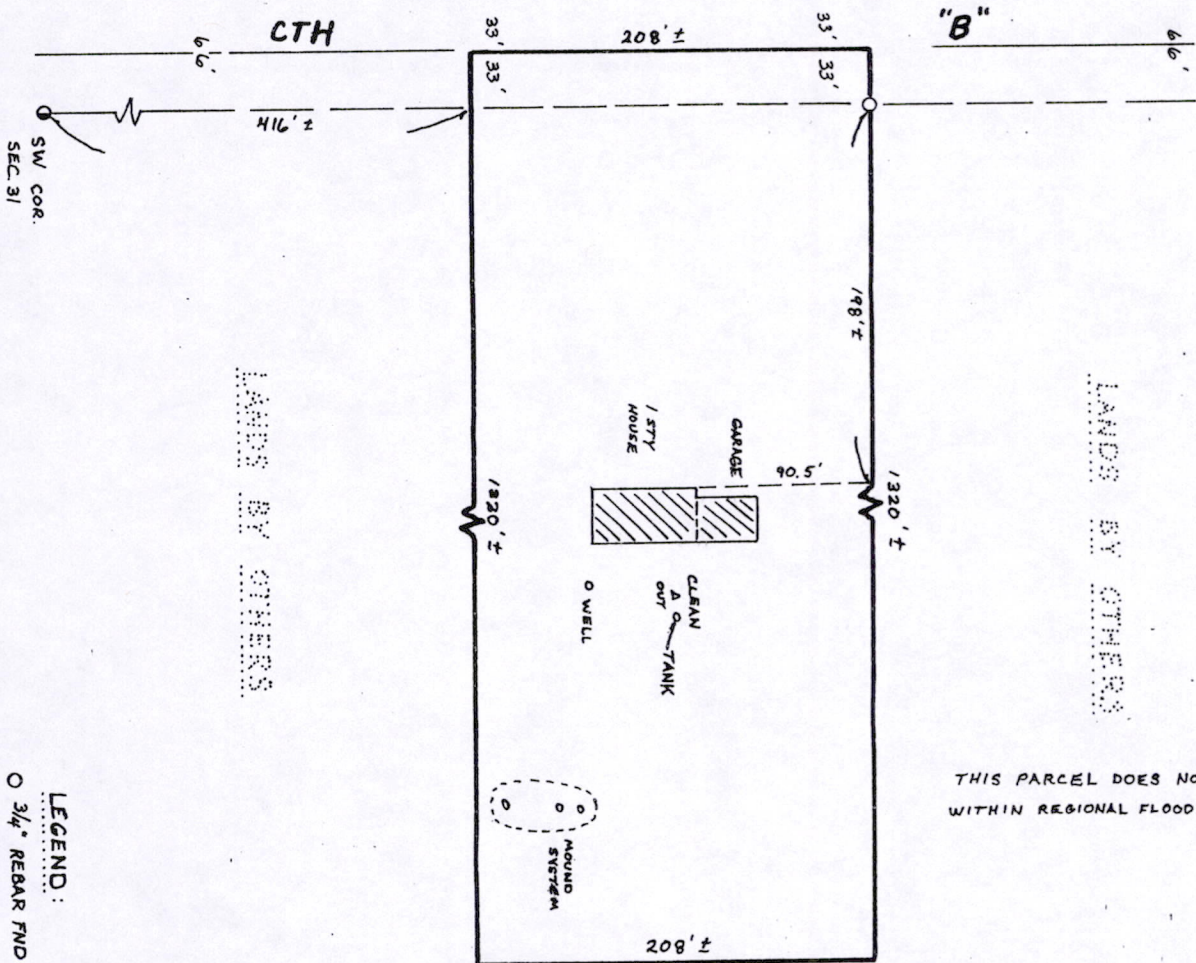 CTH
"B"
66'
33'
33'
208' ±
33'
33'
66'
416' ±
SW COR.
SEC. 31
198' ±
LANDS BY OTHERS
LANDS BY OTHERS
1 STY
HOUSE
GARAGE
90.5'
1320' ±
1320' ±
CLEAN
OUT
TANK
WELL
MOUND
SYSTEM
208' ±
THIS PARCEL DOES NO
WITHIN REGIONAL FLOOD
LEGEND:
O 3/4" REBAR FND